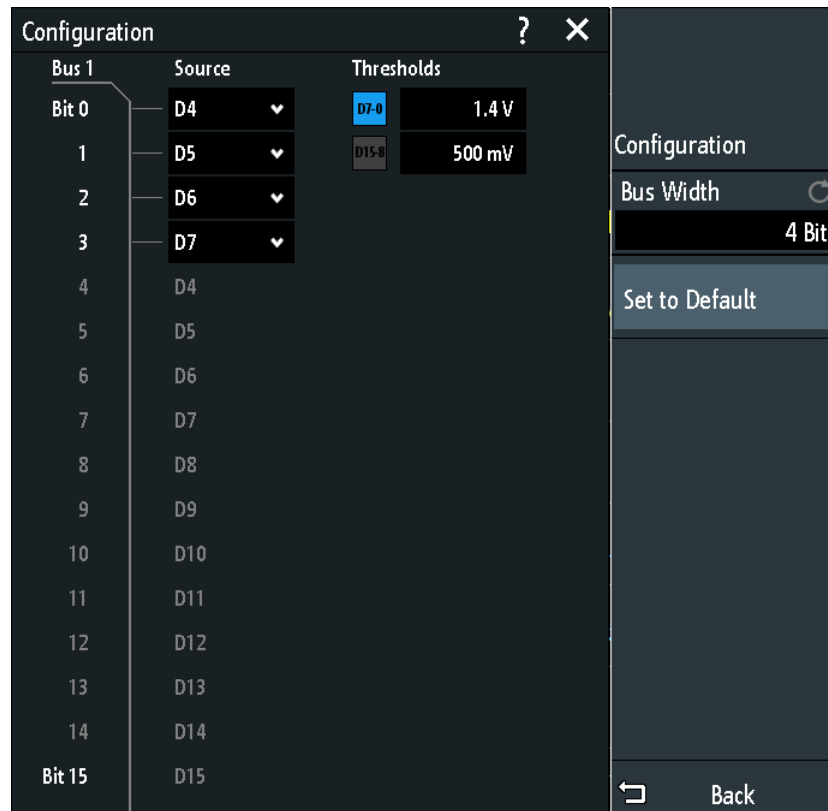 Configuration ?
Bus 1 Source Thresholds
Bit 0 D4 D7-0 1.4 V
1 D5 D15-8 500 mV
2 D6
3 D7
4 D4
5 D5
6 D6
7 D7
8 D8
9 D9
10 D10
11 D11
12 D12
13 D13
14 D14
Bit 15 D15
Configuration
Bus Width
4 Bit
Set to Default
Back